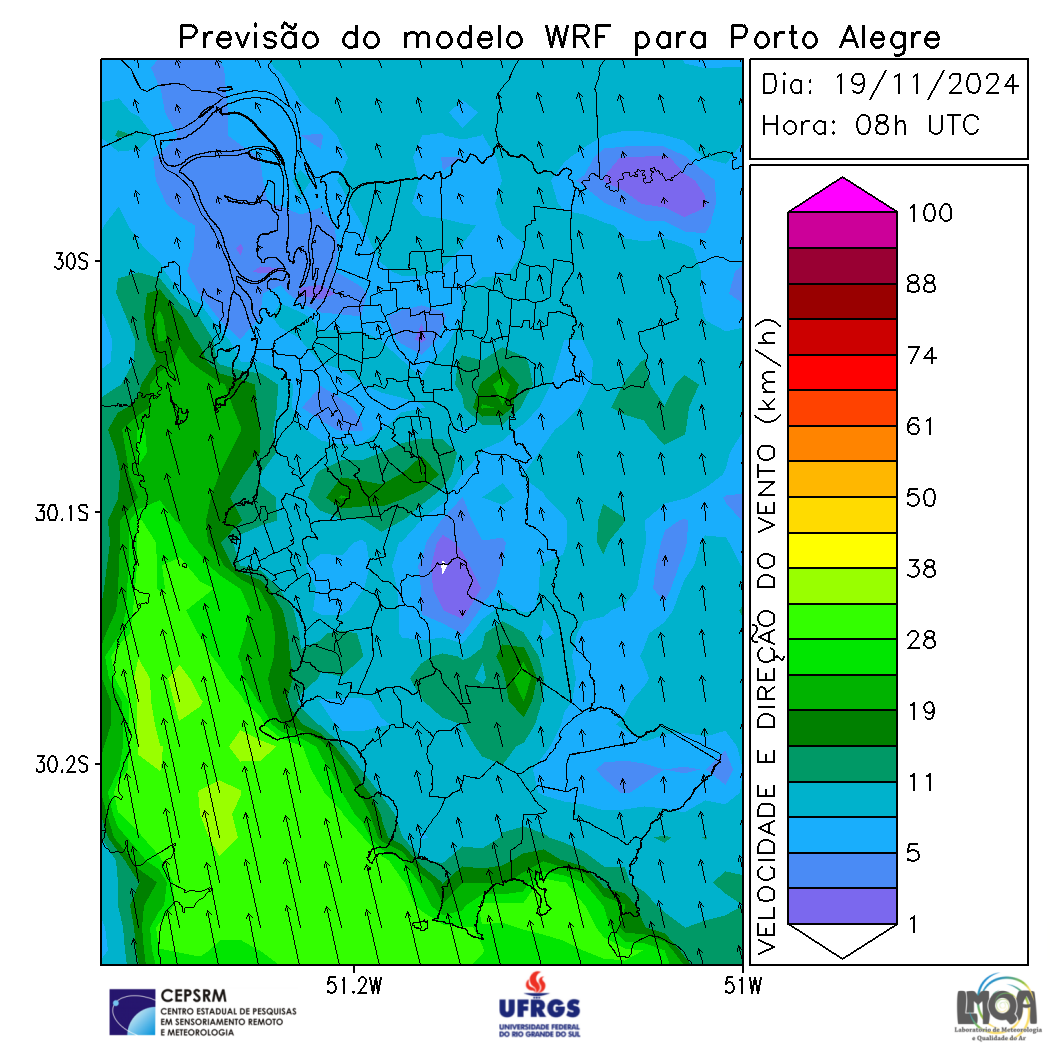 Previsão do modelo WRF para Porto Alegre
Dia: 19/11/2024
Hora: 08h UTC
30S
30.1S
30.2S
51.2W
51W
VELOCIDADE E DIREÇÃO DO VENTO (km/h)
100
88
74
61
50
38
28
19
11
5
1
CEPSRM
CENTRO ESTADUAL DE PESQUISAS
EM SENSORIAMENTO REMOTO
E METEOROLOGIA
UFRGS
UNIVERSIDADE FEDERAL
DO RIO GRANDE DO SUL
LMQA
Laboratório de Meteorologia
e Qualidade do Ar